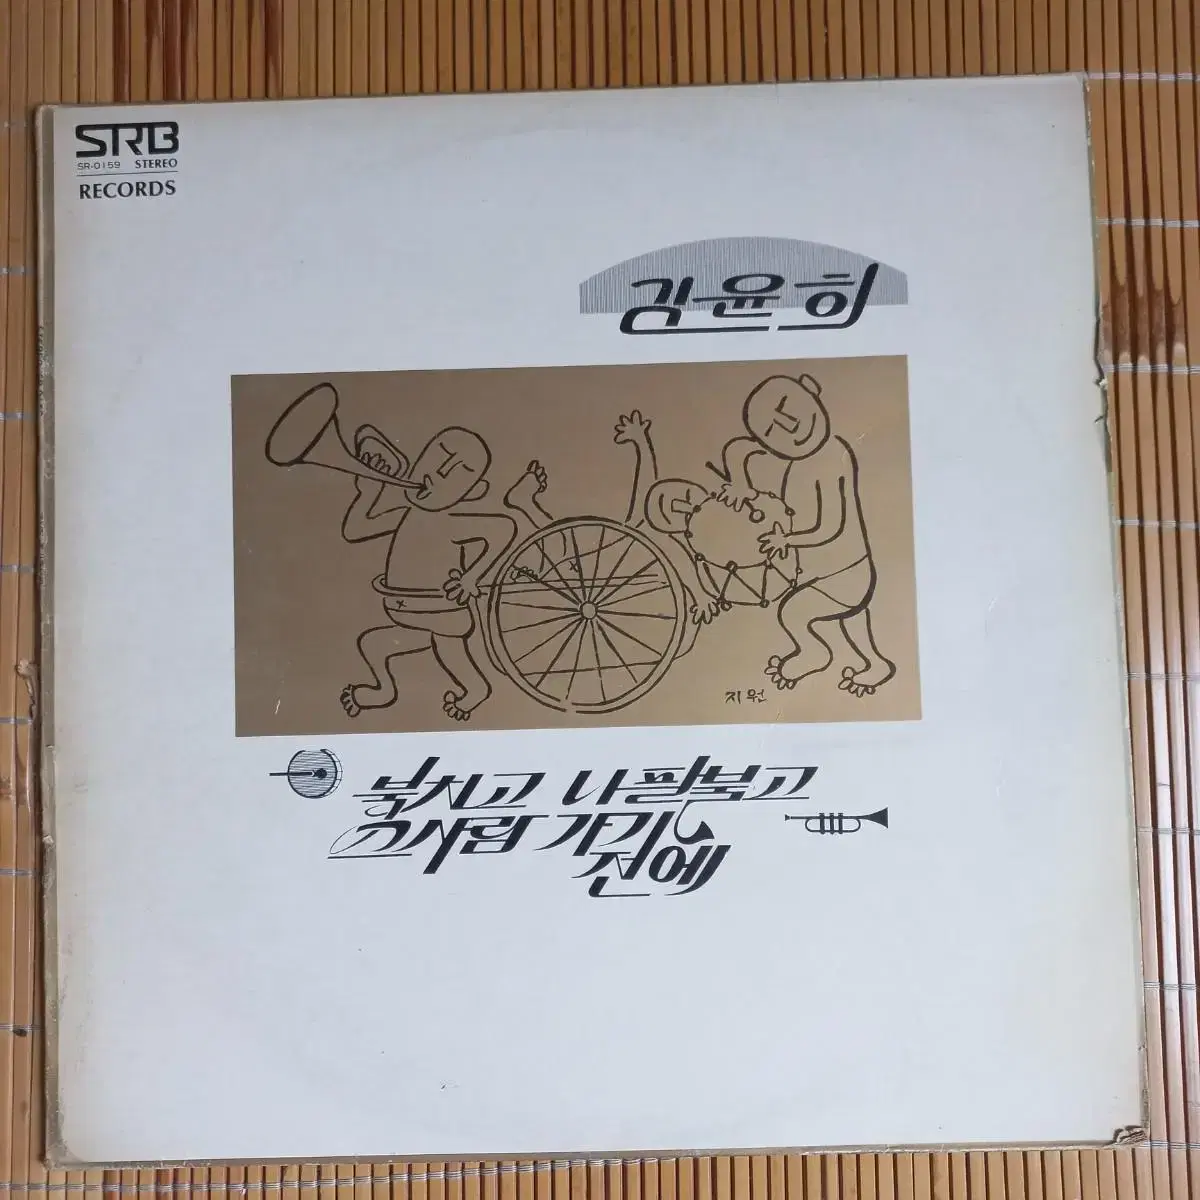 SRB
SR-0159 STEREO
RECORDS
김윤희
지원
북치고 나팔불고
그사람 가기
전에